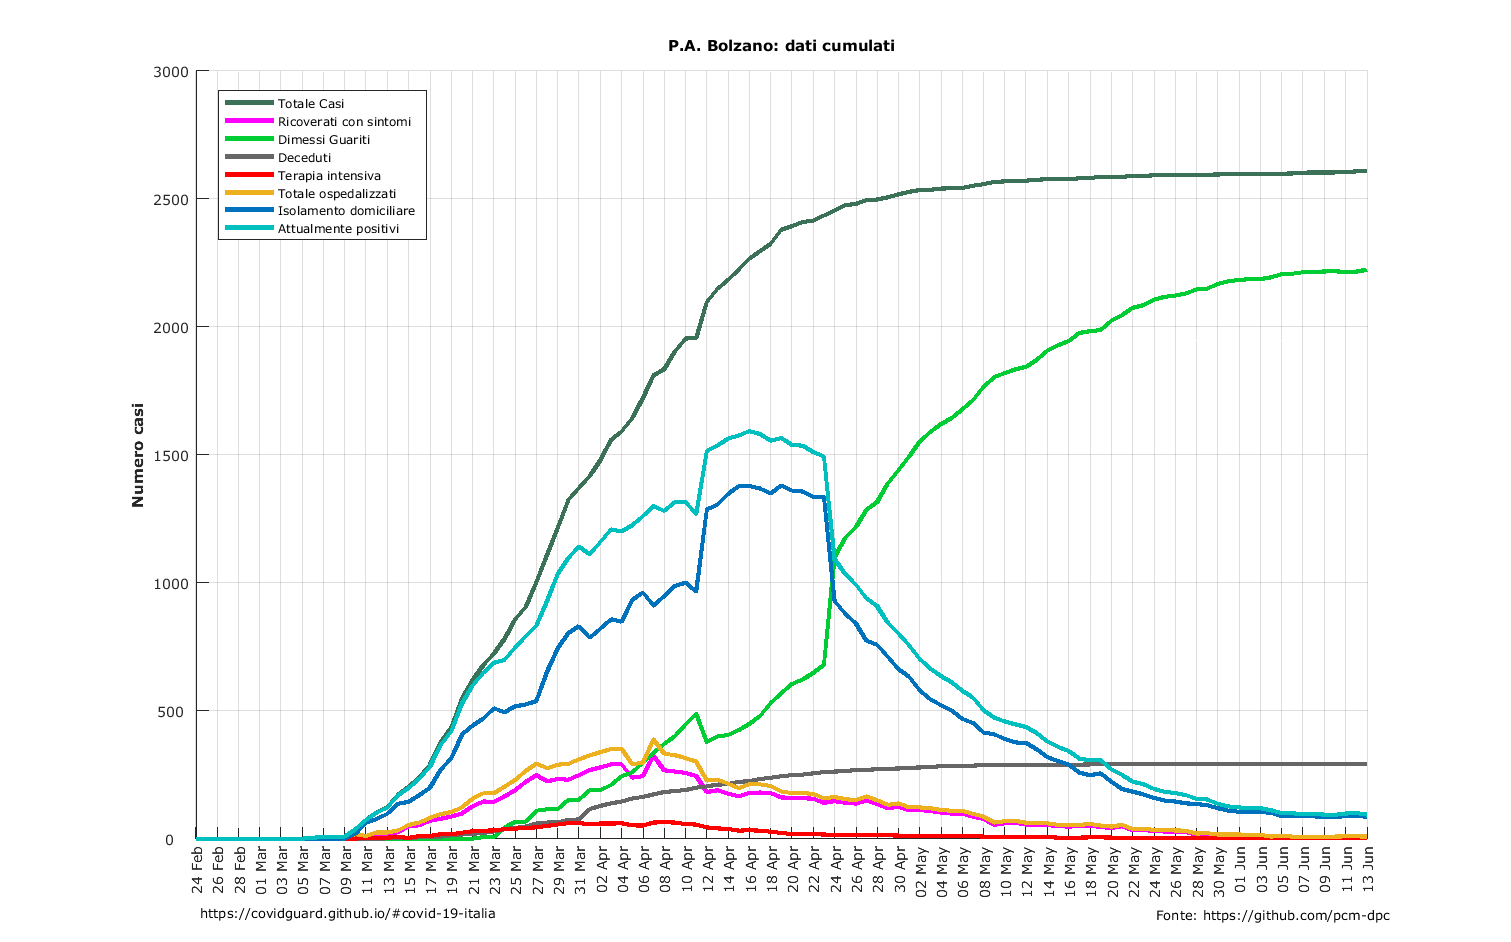 P.A. Bolzano: dati cumulati
3000
2500
2000
1500
1000
500
0
Numero casi
Totale Casi
Ricoverati con sintomi
Dimessi Guariti
Deceduti
Terapia intensiva
Totale ospedalizzati
Isolamento domiciliare
Attualmente positivi
24 Feb
26 Feb
28 Feb
01 Mar
03 Mar
05 Mar
07 Mar
09 Mar
11 Mar
13 Mar
15 Mar
17 Mar
19 Mar
21 Mar
23 Mar
25 Mar
27 Mar
29 Mar
31 Mar
02 Apr
04 Apr
06 Apr
08 Apr
10 Apr
12 Apr
14 Apr
16 Apr
18 Apr
20 Apr
22 Apr
24 Apr
26 Apr
28 Apr
30 Apr
02 May
04 May
06 May
08 May
10 May
12 May
14 May
16 May
18 May
20 May
22 May
24 May
26 May
28 May
30 May
01 Jun
03 Jun
05 Jun
07 Jun
09 Jun
11 Jun
13 Jun
https://covidguard.github.io/#covid-19-italia
Fonte: https://github.com/pcm-dpc